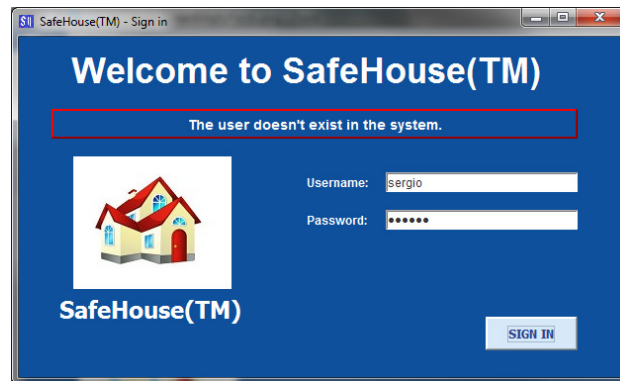 SafeHouse(TM) - Sign in
Welcome to SafeHouse(TM)
The user doesn't exist in the system.
Username: sergio
Password: ••••••
SafeHouse(TM)
SIGN IN